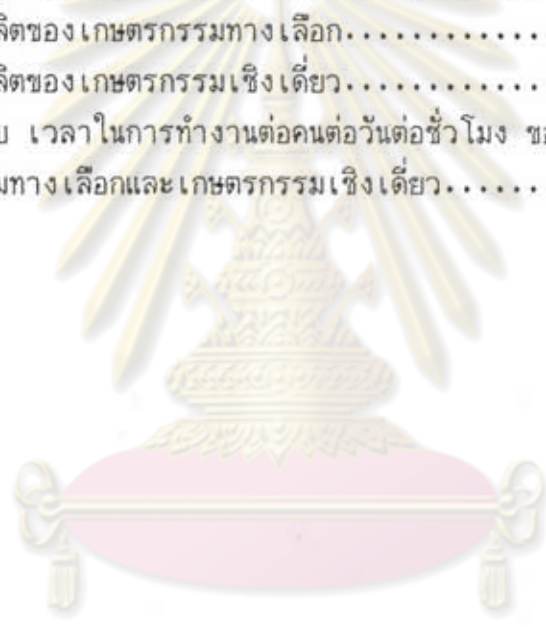 ลิตของเกษตรกรรมทางเลือก............
ลิตของเกษตรกรรมเชิงเดี่ยว............
บ เวลาในการทำงานต่อคนต่อวันต่อชั่วโมง ขอ
มทางเลือกและเกษตรกรรมเชิงเดี่ยว......